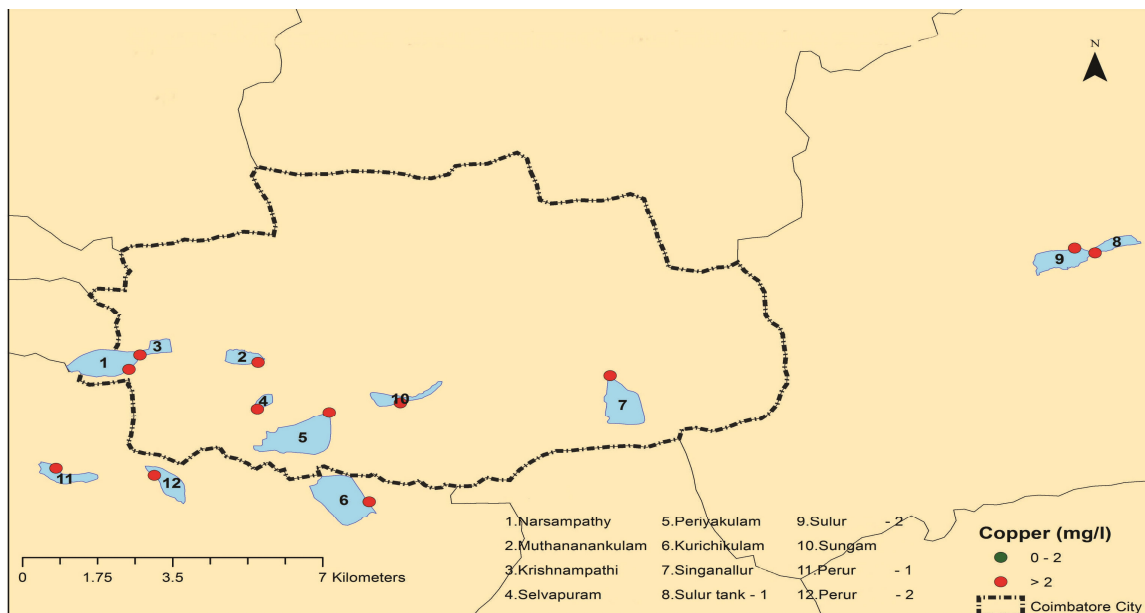 N
8
9
3
1
2
4
10
7
5
11
12
6
1.Narsampathy 5.Periyakulam 9.Sulur - 2
2.Muthananankulam 6.Kurichikulam 10.Sungam
3.Krishnampathi 7.Singanallur 11.Perur - 1
4.Selvapuram 8.Sulur tank - 1 12.Perur - 2
0 1.75 3.5 7 Kilometers
Copper (mg/l)
0 - 2
> 2
Coimbatore City